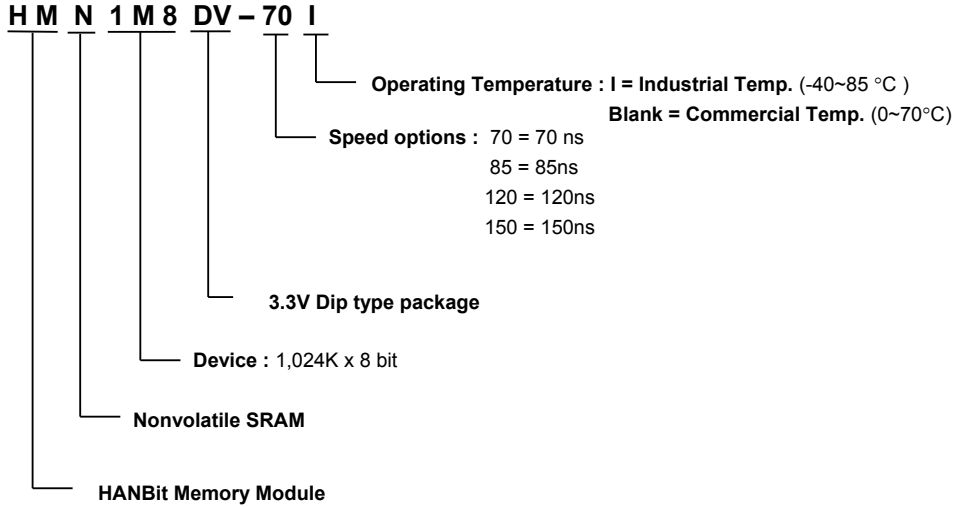 H M N 1 M 8 DV – 70 I
Operating Temperature : I = Industrial Temp. (-40~85 °C )
Blank = Commercial Temp. (0~70°C)
Speed options : 70 = 70 ns
85 = 85ns
120 = 120ns
150 = 150ns
3.3V Dip type package
Device : 1,024K x 8 bit
Nonvolatile SRAM
HANBit Memory Module